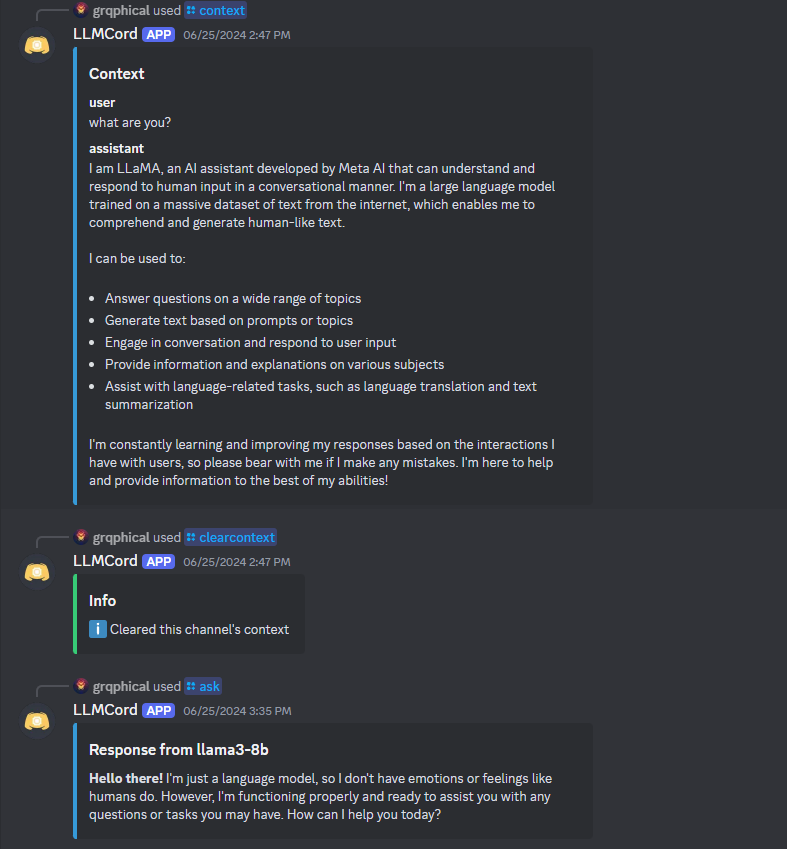 grqphical used context
LLMCord APP 06/25/2024 2:47 PM
Context
user
what are you?
assistant
I am LLaMA, an AI assistant developed by Meta AI that can understand and
respond to human input in a conversational manner. I'm a large language model
trained on a massive dataset of text from the internet, which enables me to
comprehend and generate human-like text.
I can be used to:
• Answer questions on a wide range of topics
• Generate text based on prompts or topics
• Engage in conversation and respond to user input
• Provide information and explanations on various subjects
• Assist with language-related tasks, such as language translation and text
summarization
I'm constantly learning and improving my responses based on the interactions I
have with users, so please bear with me if I make any mistakes. I'm here to help
and provide information to the best of my abilities!
grqphical used clearcontext
LLMCord APP 06/25/2024 2:47 PM
Info
ℹ️ Cleared this channel's context
grqphical used ask
LLMCord APP 06/25/2024 3:35 PM
Response from llama3-8b
Hello there! I'm just a language model, so I don't have emotions or feelings like
humans do. However, I'm functioning properly and ready to assist you with any
questions or tasks you may have. How can I help you today?